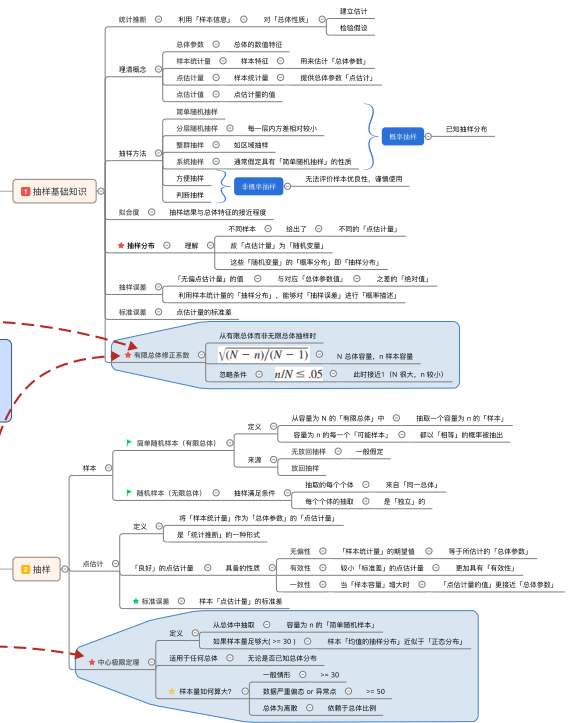 统计推断 利用「样本信息」 对「总体性质」
建立估计
检验假设
理清概念
总体参数 总体的数值特征
样本统计量 样本特征 用来估计「总体参数」
点估计量 样本统计量 提供总体参数「点估计」
点估计值 点估计量的值
抽样方法
简单随机抽样
分层随机抽样 每一层内方差相对较小
整群抽样 如区域抽样
系统抽样 通常假定具有「简单随机抽样」的性质
概率抽样 已知抽样分布
方便抽样
判断抽样
非概率抽样 无法评价样本优良性，谨慎使用
1 抽样基础知识
拟合度 抽样结果与总体特征的接近程度
抽样分布 理解
不同样本 给出了 不同的「点估计量」
故「点估计量」为「随机变量」
这些「随机变量」的「概率分布」即「抽样分布」
抽样误差
「无偏点估计量」的值 与对应「总体参数值」 之差的「绝对值」
利用样本统计量的「抽样分布」，能够对「抽样误差」进行「概率描述」
标准误差 点估计量的标准差
有限总体修正系数
从有限总体而非无限总体抽样时
√(N − n)/(N − 1) N 总体容量，n 样本容量
忽略条件 n/N ≤ .05 此时接近1（N 很大，n 较小）
2 抽样
样本
简单随机样本（有限总体）
定义
从容量为 N 的「有限总体」中 抽取一个容量为 n 的「样本」
容量为 n 的每一个「可能样本」 都以「相等」的概率被抽出
来源
无放回抽样 一般假定
放回抽样
随机样本（无限总体） 抽样满足条件
抽取的每个个体 来自「同一总体」
每个个体的抽取 是「独立」的
点估计
定义
将「样本统计量」作为「总体参数」的「点估计量」
是「统计推断」的一种形式
「良好」的点估计量 具备的性质
无偏性 「样本统计量」的期望值 等于所估计的「总体参数」
有效性 较小「标准差」的点估计量 更加具有「有效性」
一致性 当「样本容量」增大时 「点估计量的值」更接近「总体参数」
标准误差 样本「点估计量」的标准差
中心极限定理
定义
从总体中抽取 容量为 n 的「简单随机样本」
如果样本量足够大( >= 30 ) 样本「均值的抽样分布」近似于「正态分布」
适用于任何总体 无论是否已知总体分布
样本量如何算大?
一般情形 >= 30
数据严重偏态 or 异常点 >= 50
总体为离散 依赖于总体比例